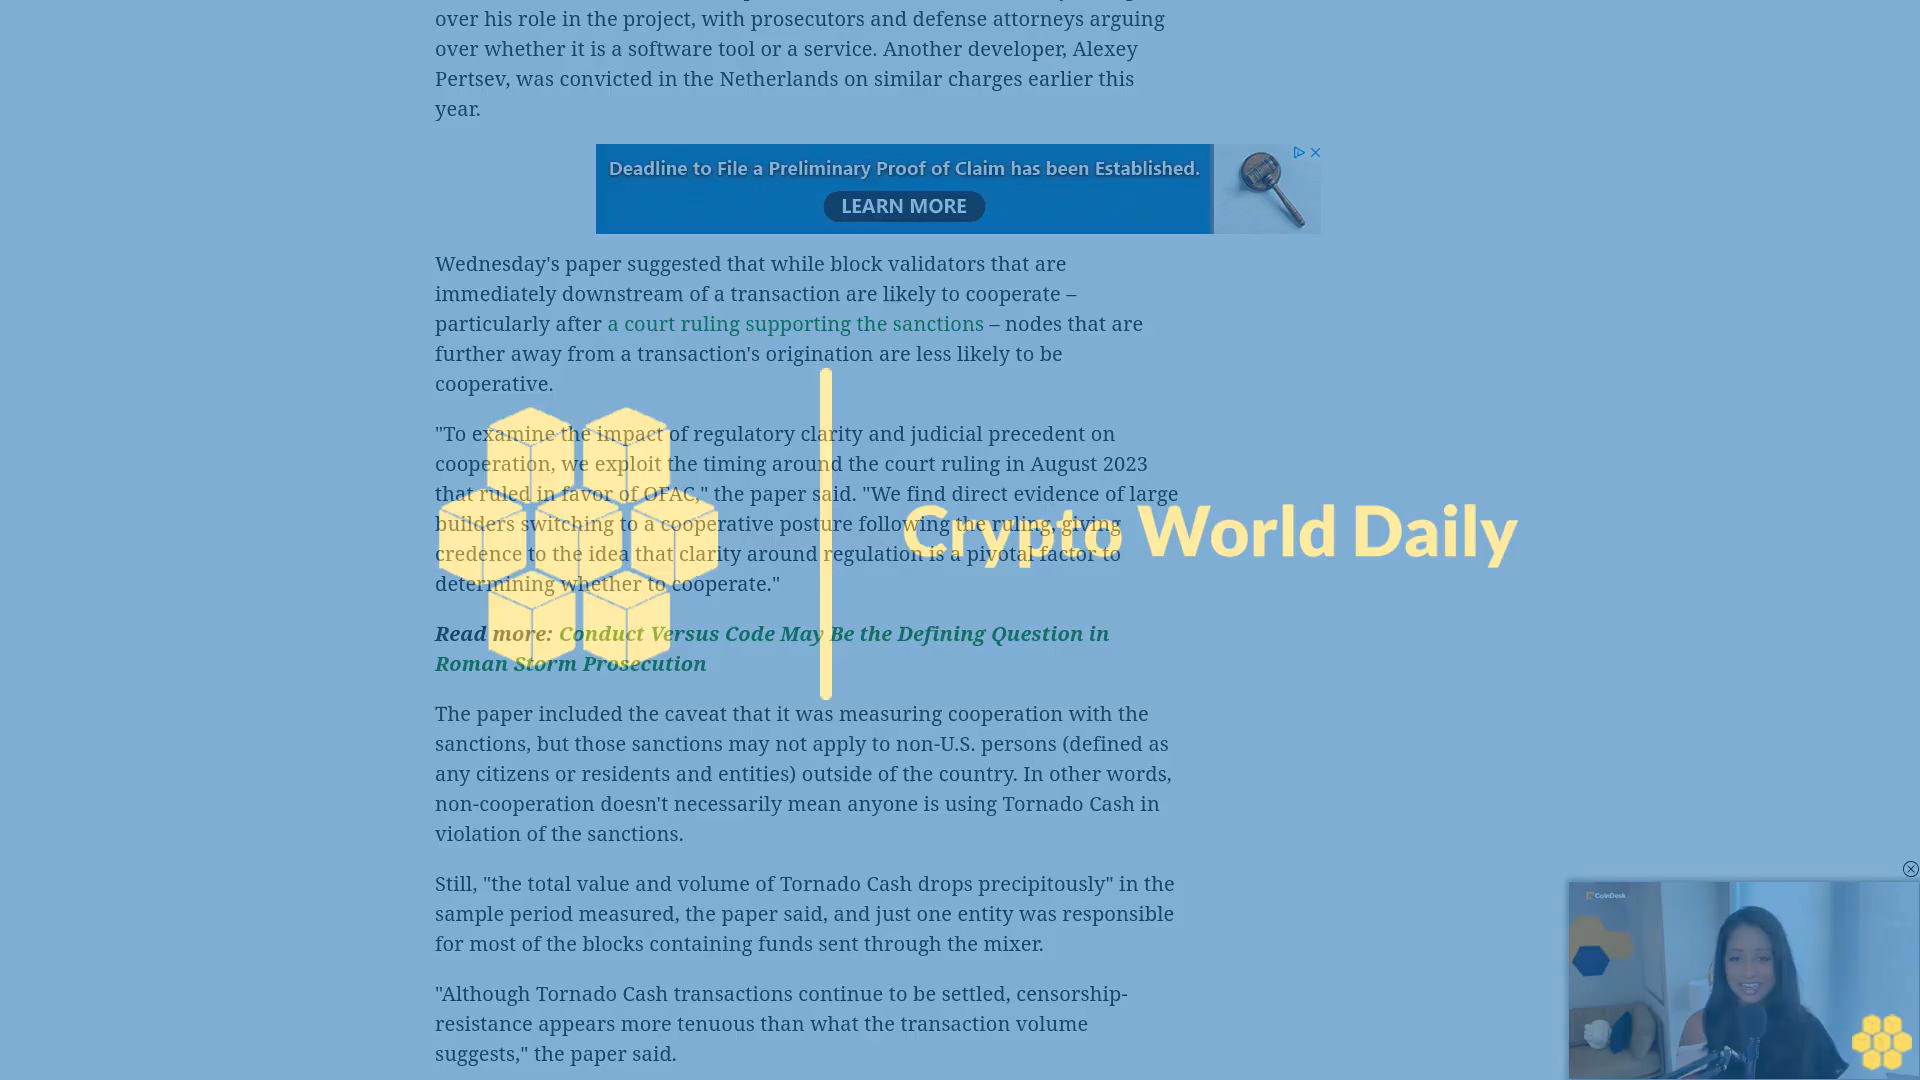 over his role in the project, with prosecutors and defense attorneys arguing
over whether it is a software tool or a service. Another developer, Alexey
Pertsev, was convicted in the Netherlands on similar charges earlier this
year.
Deadline to File a Preliminary Proof of Claim has been Established.
LEARN MORE
Wednesday's paper suggested that while block validators that are
immediately downstream of a transaction are likely to cooperate –
particularly after a court ruling supporting the sanctions – nodes that are
further away from a transaction's origination are less likely to be
cooperative.
"To examine the impact of regulatory clarity and judicial precedent on
cooperation, we exploit the timing around the court ruling in August 2023
that ruled in favor of OFAC," the paper said. "We find direct evidence of large
builders switching to a cooperative posture following the ruling, giving
credence to the idea that clarity around regulation is a pivotal factor to
determining whether to cooperate."
Crypto World Daily
Read more: Conduct Versus Code May Be the Defining Question in
Roman Storm Prosecution
The paper included the caveat that it was measuring cooperation with the
sanctions, but those sanctions may not apply to non-U.S. persons (defined as
any citizens or residents and entities) outside of the country. In other words,
non-cooperation doesn't necessarily mean anyone is using Tornado Cash in
violation of the sanctions.
Still, "the total value and volume of Tornado Cash drops precipitously" in the
sample period measured, the paper said, and just one entity was responsible
for most of the blocks containing funds sent through the mixer.
"Although Tornado Cash transactions continue to be settled, censorship-
resistance appears more tenuous than what the transaction volume
suggests," the paper said.
CoinDesk